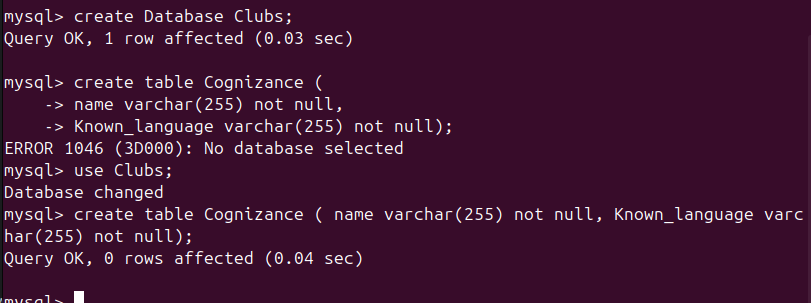 mysql> create Database Clubs;
Query OK, 1 row affected (0.03 sec)
mysql> create table Cognizance (
    -> name varchar(255) not null,
    -> Known_language varchar(255) not null);
ERROR 1046 (3D000): No database selected
mysql> use Clubs;
Database changed
mysql> create table Cognizance ( name varchar(255) not null, Known_language varc
har(255) not null);
Query OK, 0 rows affected (0.04 sec)
mysql>